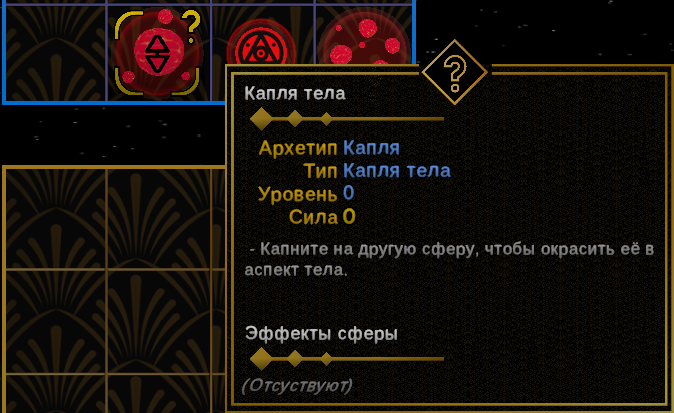 Капля тела
Архетип Капля
Тип Капля тела
Уровень 0
Сила 0
- Капните на другую сферу, чтобы окрасить её в
аспект тела.
Эффекты сферы
(Отсуствуют)